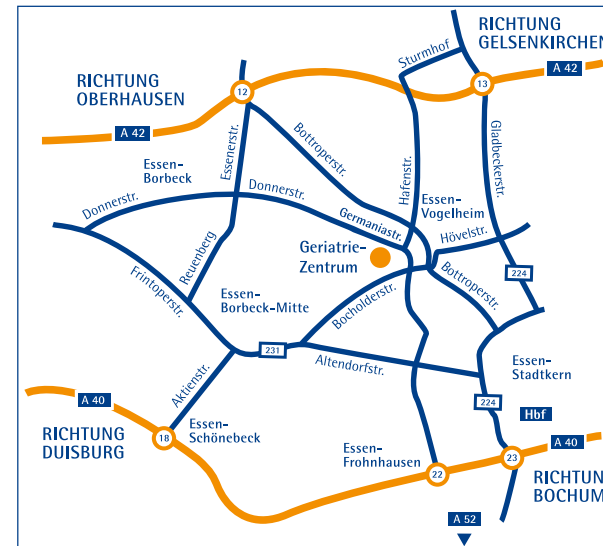 RICHTUNG
GELSENKIRCHEN
Sturmhof
A 42
RICHTUNG
OBERHAUSEN
12
13
A 42
Essenerstr.
Bottroperstr.
Hafenstr.
Gladbeckerstr.
Essen-
Borbeck
Donnerstr.
Donnerstr.
Germaniastr.
Essen-
Vogelheim
Hövelstr.
Reuenberg
Geriatrie-
Zentrum
224
Frintoperstr.
Essen-
Borbeck-Mitte
Bocholderstr.
Bottroperstr.
231
Altendorfstr.
Essen-
Stadtkern
Aktienstr.
224
A 40
Hbf
Essen-
Schönebeck
18
RICHTUNG
DUISBURG
Essen-
Frohnhausen
A 40
23
22
RICHTUN
BOCHUM
A 52